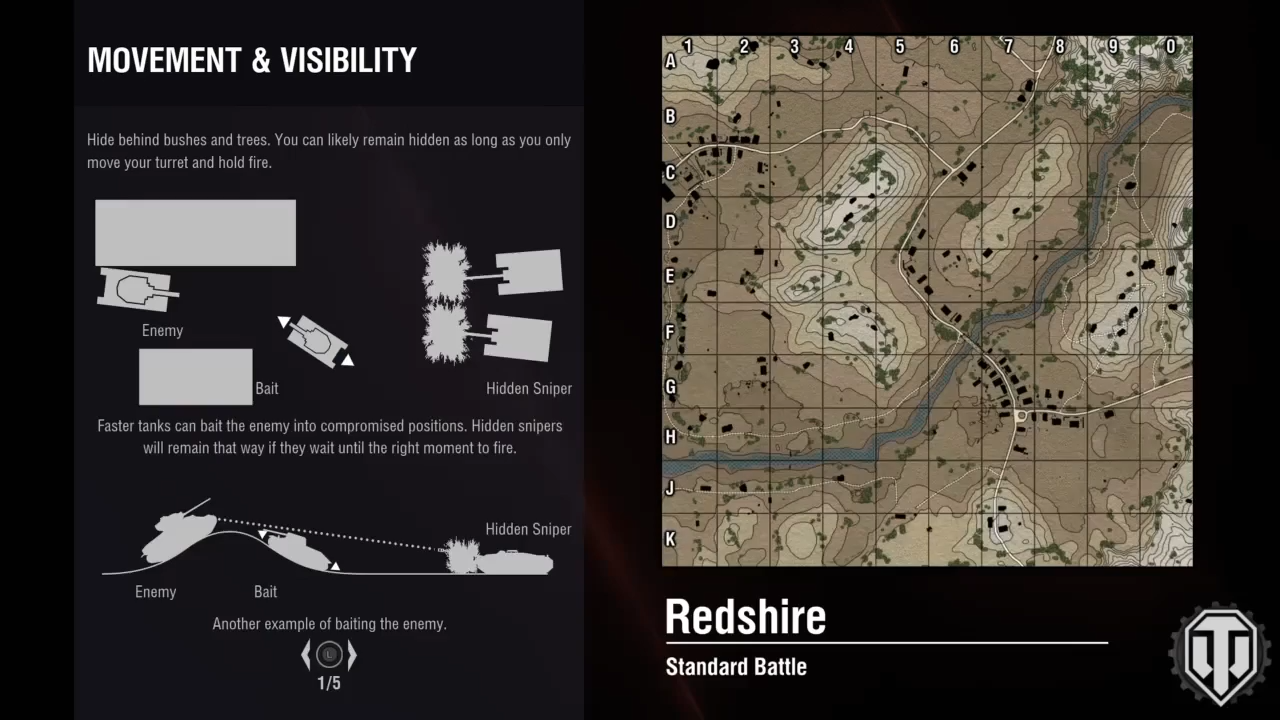 MOVEMENT & VISIBILITY
Hide behind bushes and trees. You can likely remain hidden as long as you only
move your turret and hold fire.
Enemy
Bait
Hidden Sniper
Faster tanks can bait the enemy into compromised positions. Hidden snipers
will remain that way if they wait until the right moment to fire.
Hidden Sniper
Enemy
Bait
Another example of baiting the enemy.
L
1/5
1 2 3 4 5 6 7 8 9 0
A
B
C
D
E
F
G
H
J
K
Redshire
Standard Battle